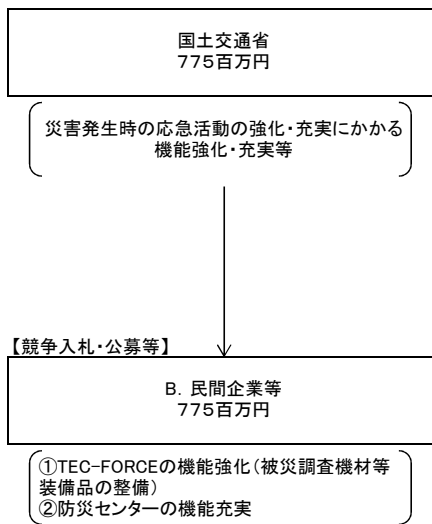 国土交通省
775百万円
災害発生時の応急活動の強化・充実にかかる
機能強化・充実等
【競争入札・公募等】
B．民間企業等
775百万円
①TEC-FORCEの機能強化（被災調査機材等
装備品の整備）
②防災センターの機能充実